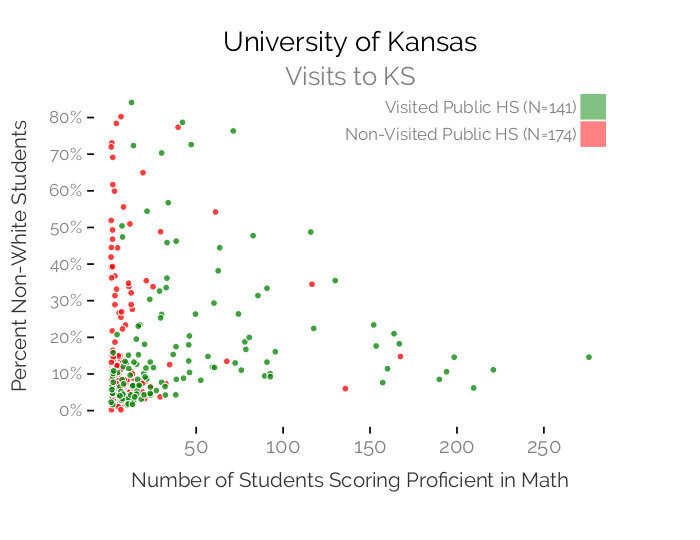 University of Kansas
Visits to KS
Visited Public HS (N=141)
Non-Visited Public HS (N=174)
Percent Non-White Students
80%
70%
60%
50%
40%
30%
20%
10%
0%
50
100
150
200
250
Number of Students Scoring Proficient in Math